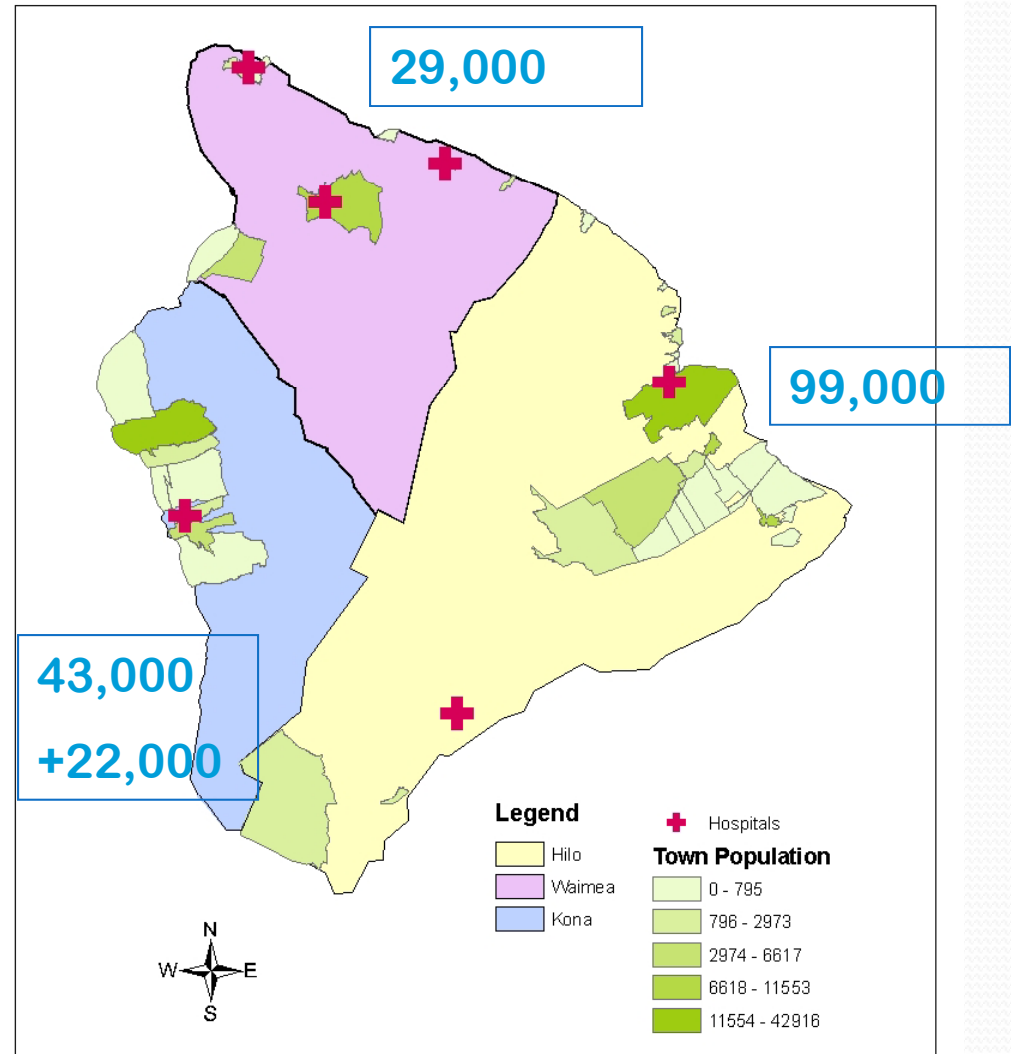 29,000
99,000
43,000
+22,000
Legend
Hilo
Waimea
Kona
Hospitals
Town Population
0 - 795
796 - 2973
2974 - 6617
6618 - 11553
11554 - 42916
N
W E
S